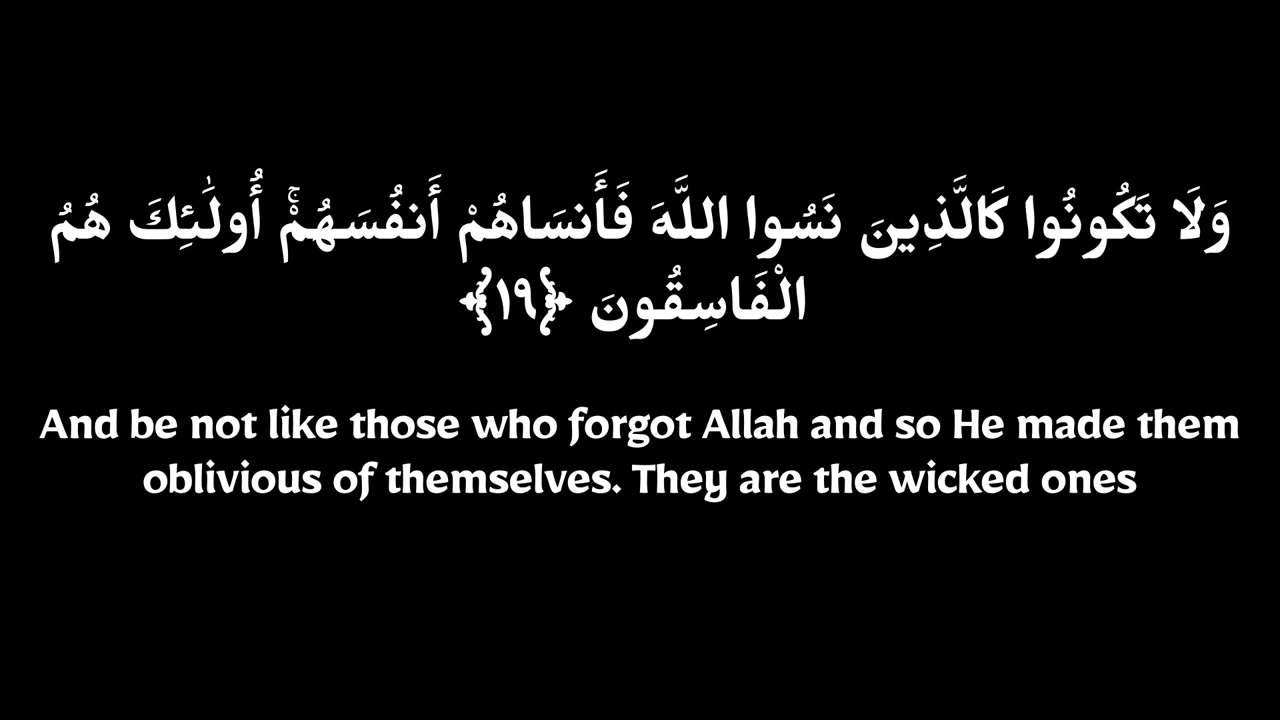 وَلَا تَكُونُوا كَالَّذِينَ نَسُوا اللَّهَ فَأَنسَاهُمْ أَنفُسَهُمْۚ أُولَٰئِكَ هُمُ
الْفَاسِقُونَ ﴿١٩﴾
And be not like those who forgot Allah and so He made them
oblivious of themselves. They are the wicked ones